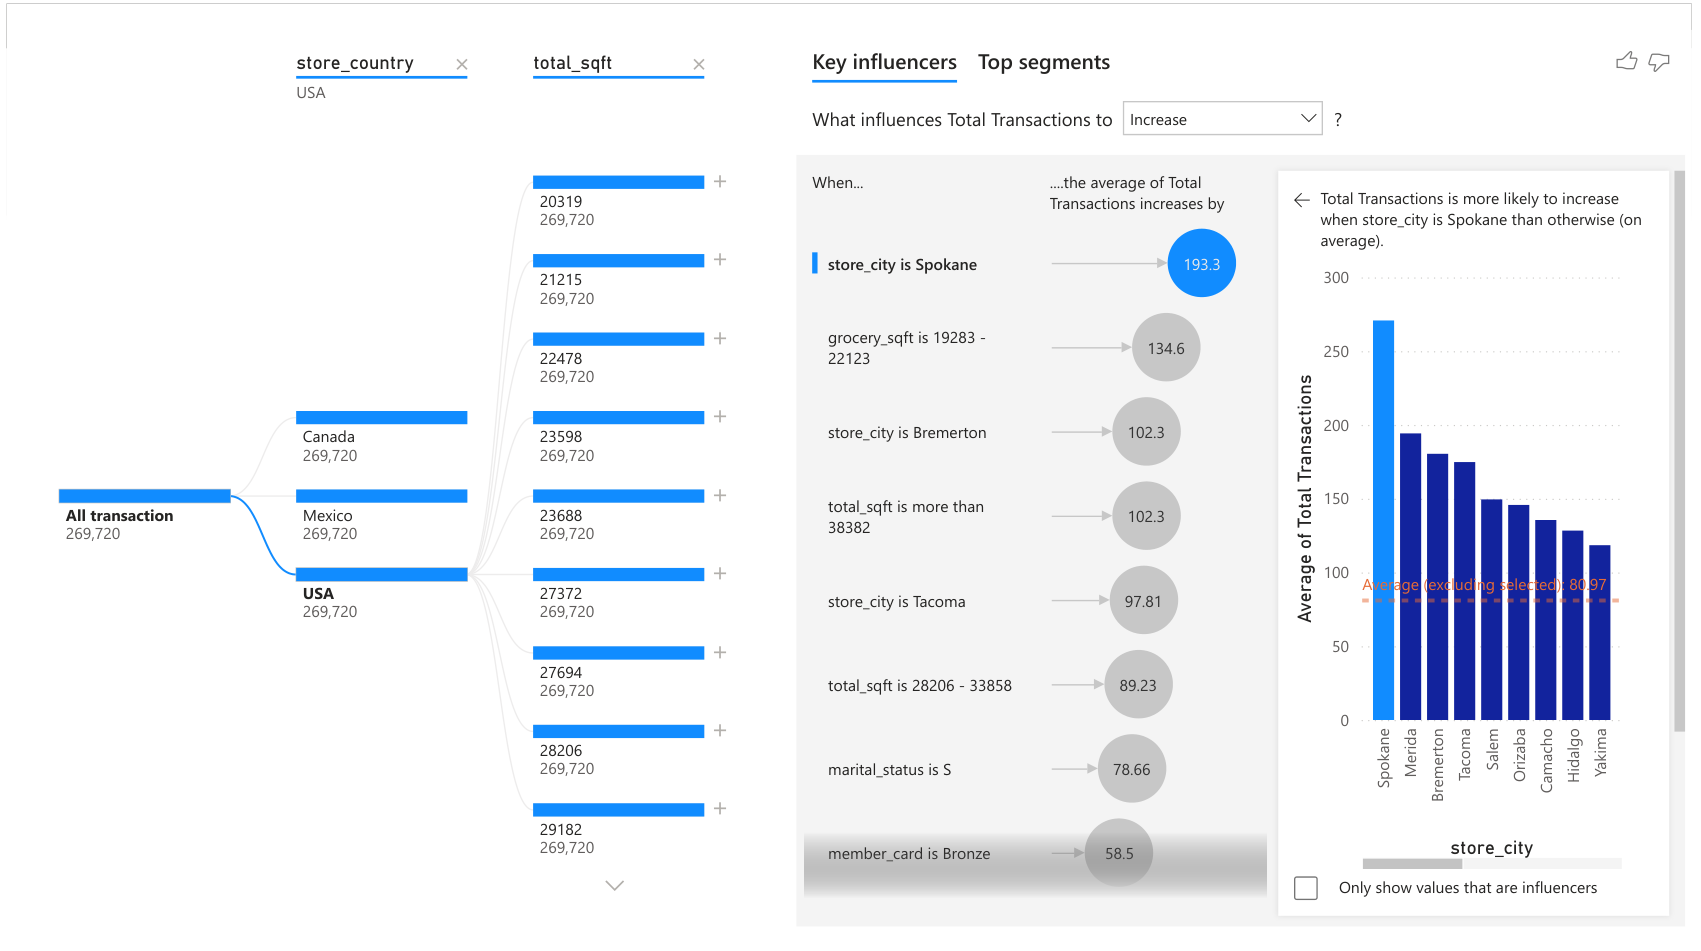 store_country
USA
total_sqft
All transaction
269,720
Canada
269,720
Mexico
269,720
USA
269,720
20319
269,720
21215
269,720
22478
269,720
23598
269,720
23688
269,720
27372
269,720
27694
269,720
28206
269,720
29182
269,720
Key influencers Top segments
What influences Total Transactions to Increase ?
When...
....the average of Total
Transactions increases by
store_city is Spokane
193.3
grocery_sqft is 19283 -
22123
134.6
store_city is Bremerton
102.3
total_sqft is more than
38382
102.3
store_city is Tacoma
97.81
total_sqft is 28206 - 33858
89.23
marital_status is S
78.66
member_card is Bronze
58.5
Total Transactions is more likely to increase
when store_city is Spokane than otherwise (on
average).
Average of Total Transactions
300
250
200
150
100
50
0
Average (excluding selected): 80.97
Spokane
Merida
Bremerton
Tacoma
Salem
Orizaba
Camacho
Hidalgo
Yakima
store_city
Only show values that are influencers